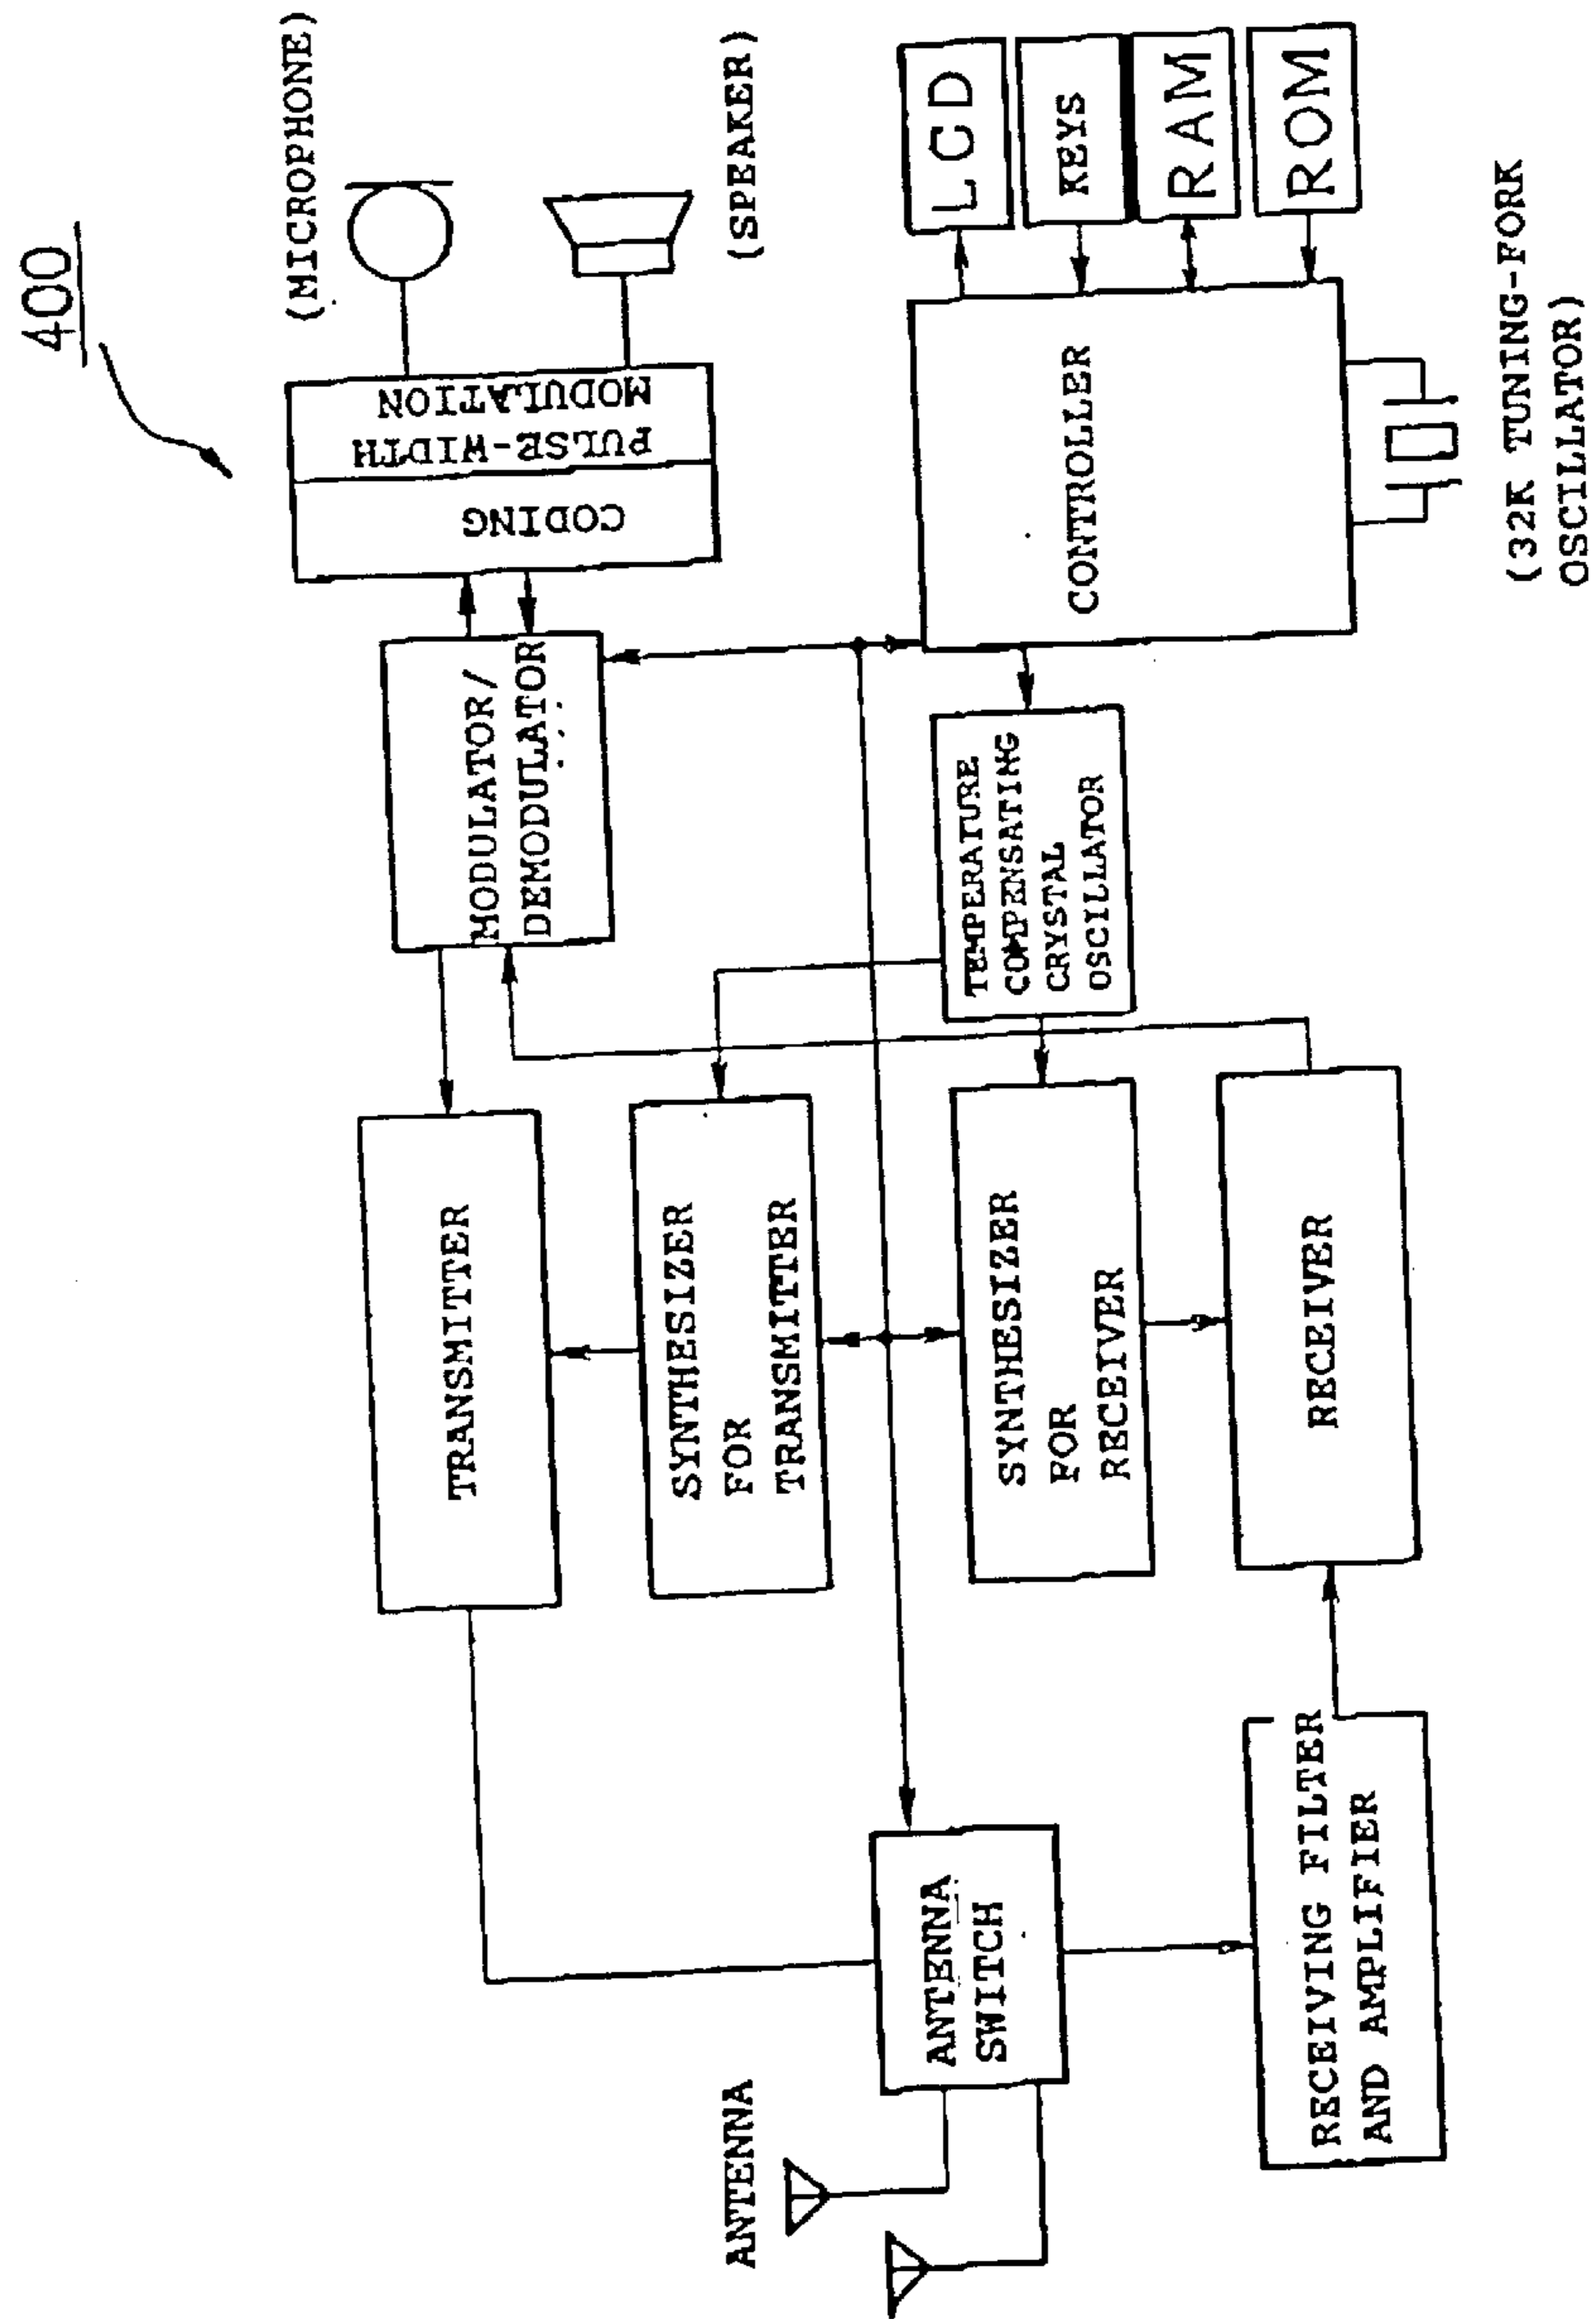 400
(MICROPHONE)
(SPEAKER)
PULSE-WIDTH
MODULATION
CODING
MODULATOR/
DEMODULATOR
TRANSMITTER
SYNTHESIZER
FOR
TRANSMITTER
SYNTHESIZER
FOR
RECEIVER
RECEIVER
TEMPERATURE
COMPENSATING
CRYSTAL
OSCILLATOR
CONTROLLER
LCD
KEYS
RAM
ROM
(32K TUNING-FORK
OSCILLATOR)
ANTENNA
ANTENNA
SWITCH
RECEIVING FILTER
AND AMPLIFIER